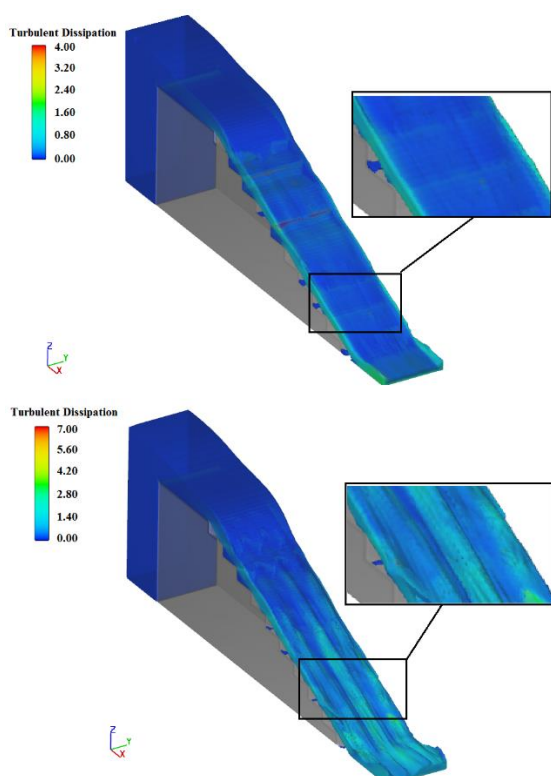 Turbulent Dissipation
4.00
3.20
2.40
1.60
0.80
0.00
Z
Y
X
Turbulent Dissipation
7.00
5.60
4.20
2.80
1.40
0.00
Z
Y
X